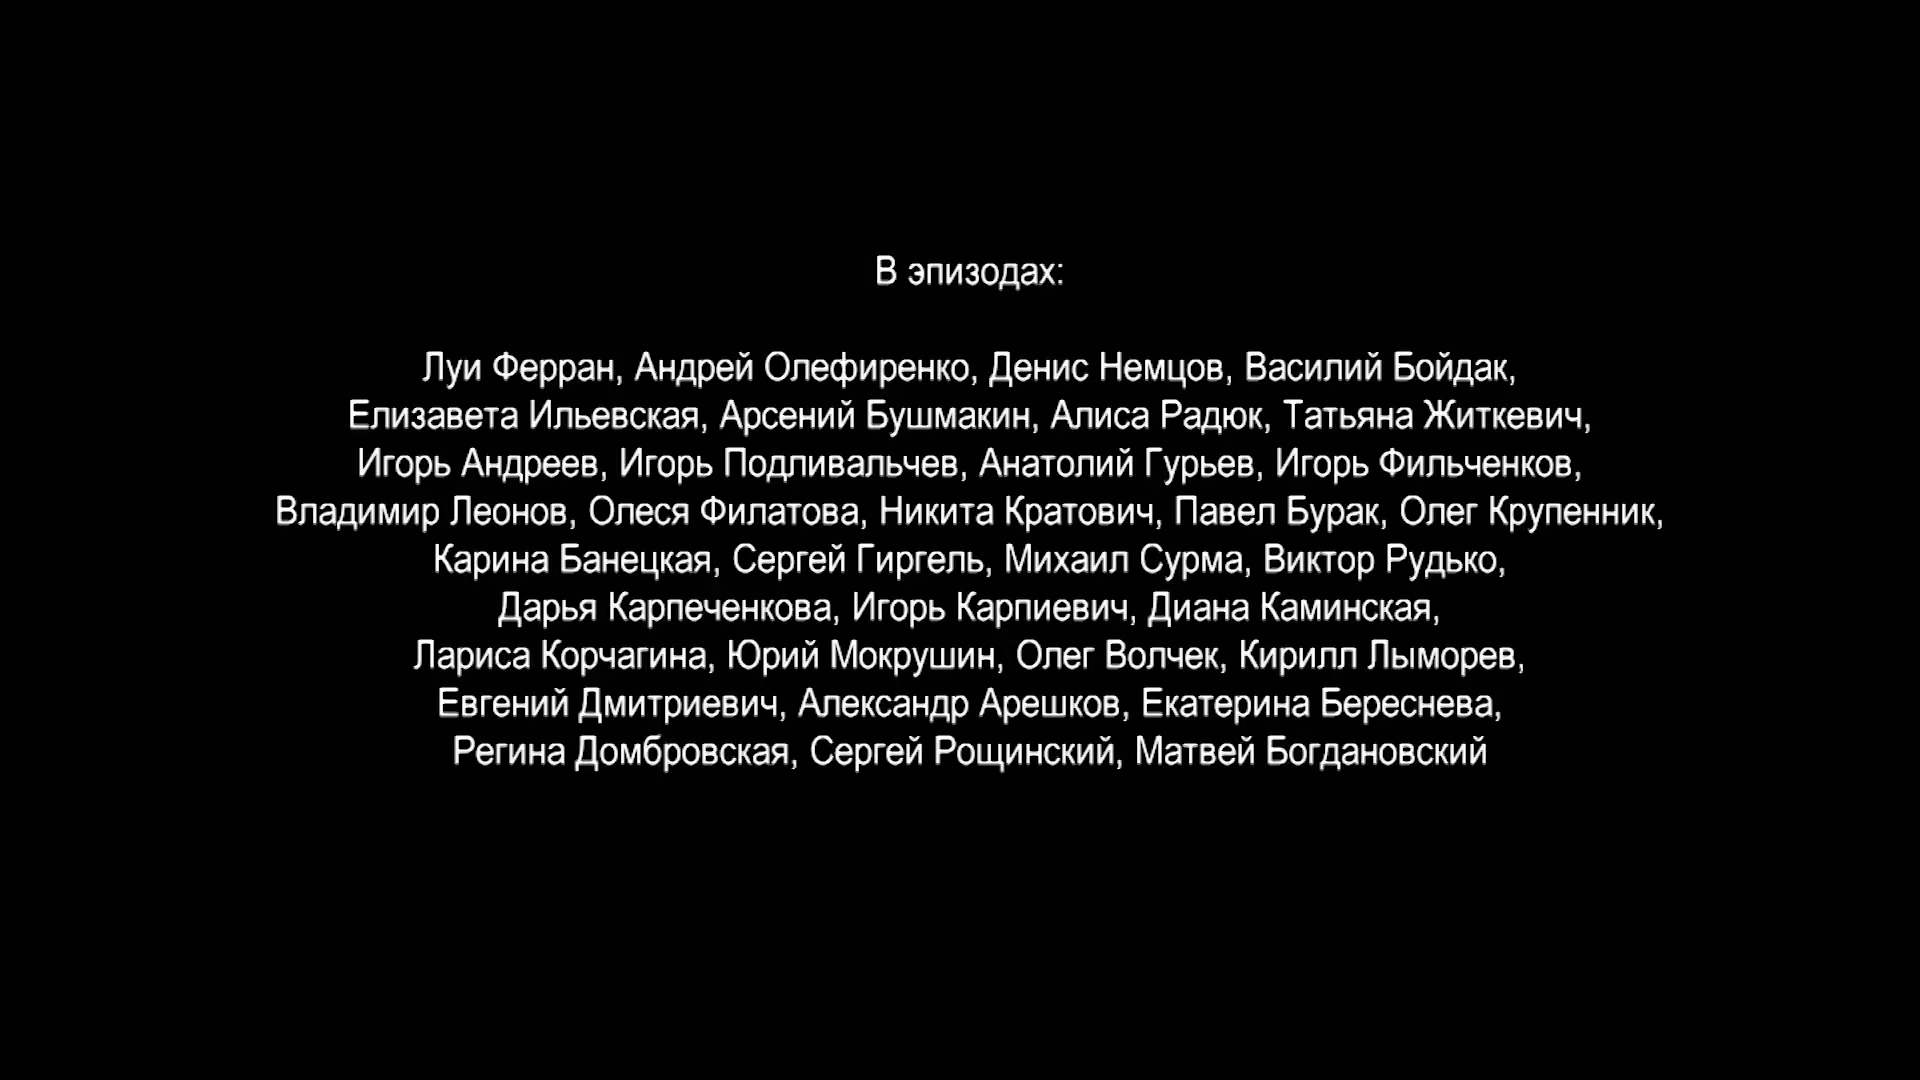 В эпизодах:
Луи Ферран, Андрей Олефиренко, Денис Немцов, Василий Бойдак,
Елизавета Ильевская, Арсений Бушмакин, Алиса Радюк, Татьяна Житкевич,
Игорь Андреев, Игорь Подливальчев, Анатолий Гурьев, Игорь Фильченков,
Владимир Леонов, Олеся Филатова, Никита Кратович, Павел Бурак, Олег Крупенник,
Карина Банецкая, Сергей Гиргель, Михаил Сурма, Виктор Рудько,
Дарья Карпеченкова, Игорь Карпиевич, Диана Каминская,
Лариса Корчагина, Юрий Мокрушин, Олег Волчек, Кирилл Лыморев,
Евгений Дмитриевич, Александр Арешков, Екатерина Береснева,
Регина Домбровская, Сергей Рощинский, Матвей Богдановский